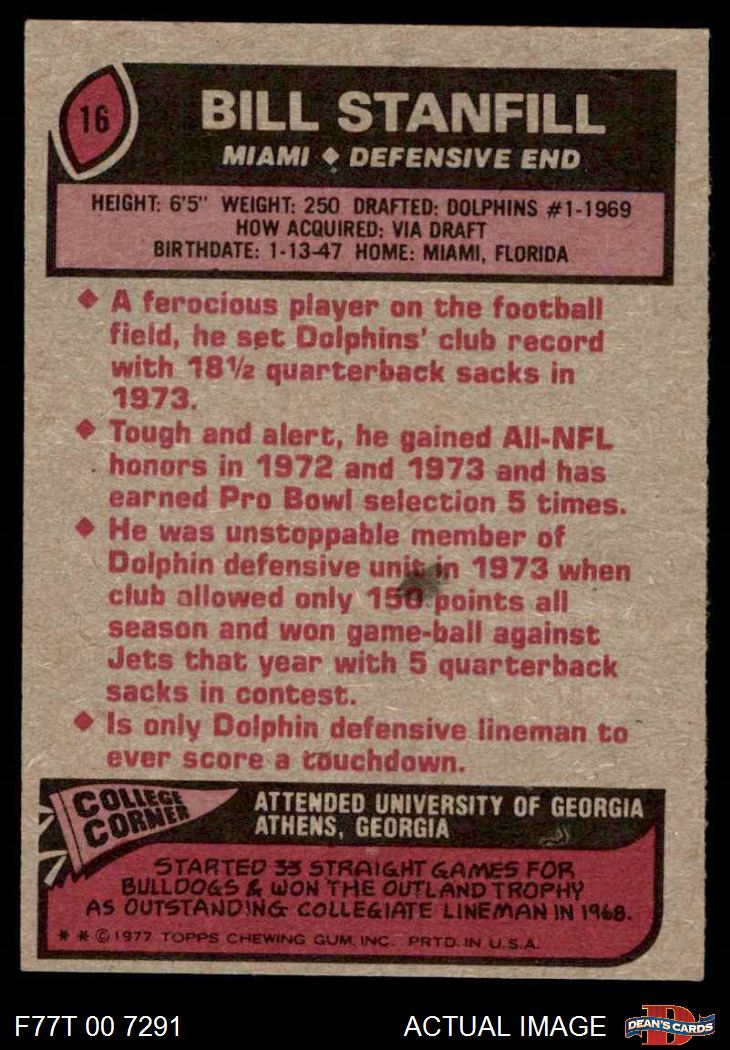 16
BILL STANFILL
MIAMI ◆ DEFENSIVE END
HEIGHT: 6'5" WEIGHT: 250 DRAFTED: DOLPHINS #1-1969
HOW ACQUIRED: VIA DRAFT
BIRTHDATE: 1-13-47 HOME: MIAMI, FLORIDA
◆ A ferocious player on the football
field, he set Dolphins' club record
with 18½ quarterback sacks in
1973.
◆ Tough and alert, he gained All-NFL
honors in 1972 and 1973 and has
earned Pro Bowl selection 5 times.
◆ He was unstoppable member of
Dolphin defensive unit in 1973 when
club allowed only 150 points all
season and won game-ball against
Jets that year with 5 quarterback
sacks in contest.
◆ Is only Dolphin defensive lineman to
ever score a touchdown.
COLLEGE
CORNER
ATTENDED UNIVERSITY OF GEORGIA
ATHENS, GEORGIA
STARTED 33 STRAIGHT GAMES FOR
BULLDOGS & WON THE OUTLAND TROPHY
AS OUTSTANDING COLLEGIATE LINEMAN IN 1968.
* * © 1977 TOPPS CHEWING GUM, INC. PRTD. IN U.S.A.
F77T 00 7291
ACTUAL IMAGE
D
DEAN'S CARDS